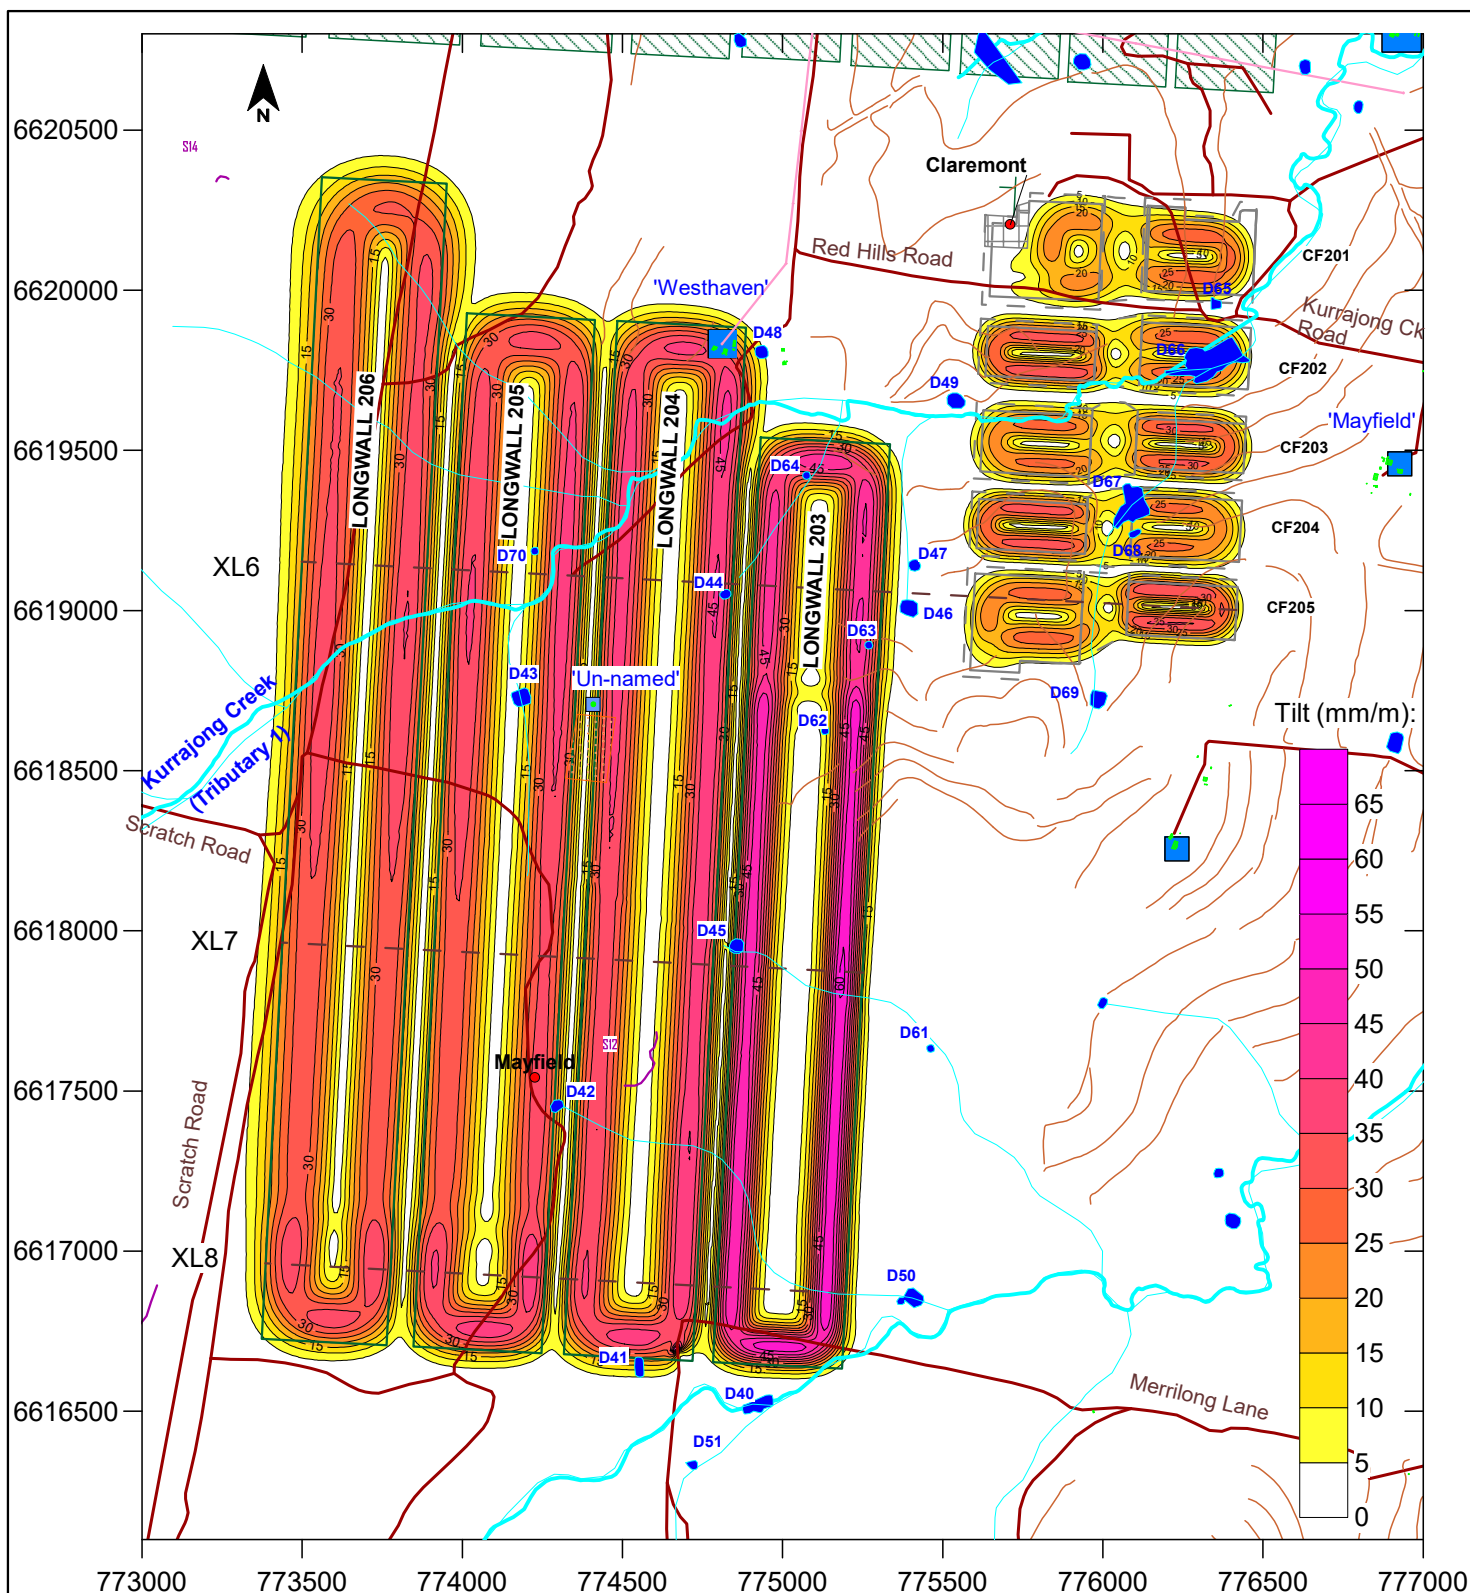 6620500
6620000
6619500
6619000
6618500
6618000
6617500
6617000
6616500
773000
773500
774000
774500
775000
775500
776000
776500
777000
N
S14
Claremont
Red Hills Road
'Westhaven'
D48
D49
CF201
D65
Kurrajong Ck
Road
D66
CF202
'Mayfield'
CF203
LONGWALL 206
LONGWALL 205
LONGWALL 204
LONGWALL 203
D64
D67
CF204
D68
XL6
D70
D47
D44
D46
CF205
D63
D43
'Un-named'
D69
D62
Kurrajong Creek
(Tributary 1)
Scratch Road
Tilt (mm/m):
65
60
55
50
45
40
35
30
25
20
15
10
5
0
XL7
D45
D61
S12
Mayfield
D42
Scratch Road
XL8
D50
D41
D40
D51
Merrilong Lane